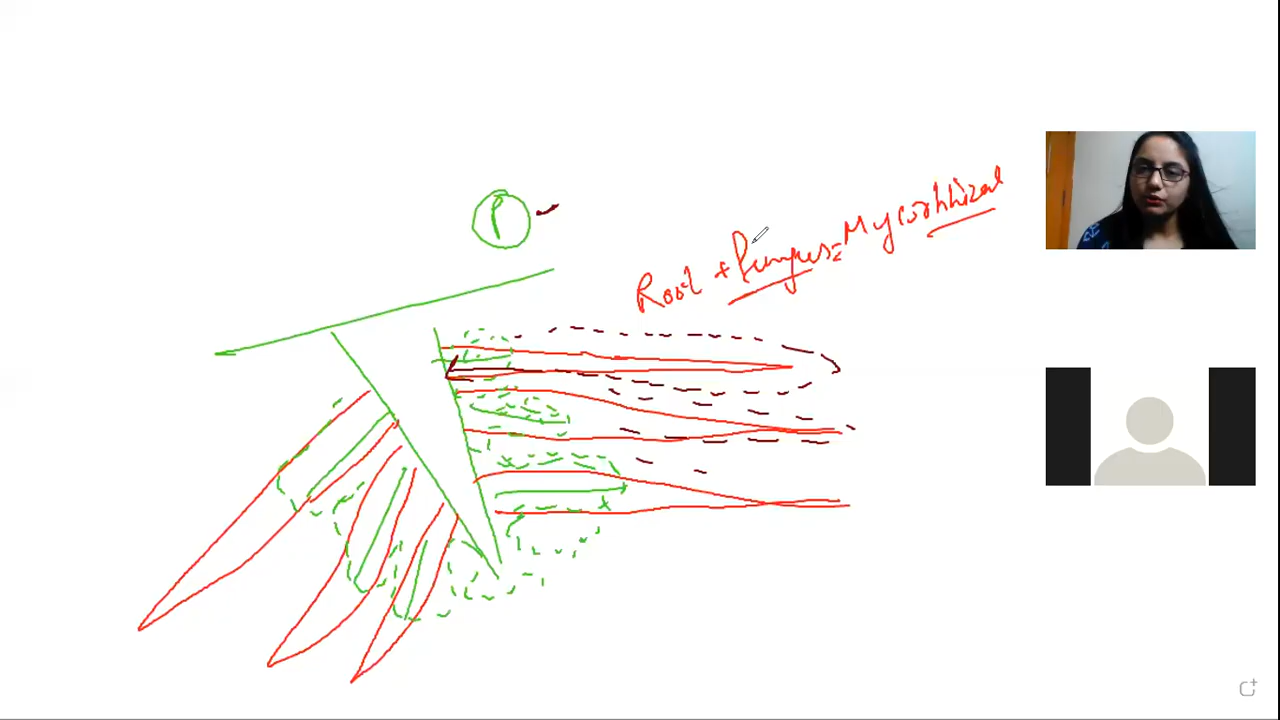 P
Root + Fungus = Mycorrhizal